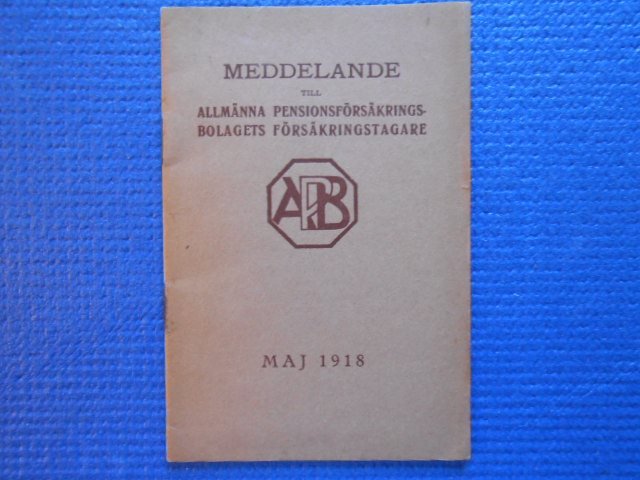 MEDDELANDE
TILL
ALLMÄNNA PENSIONSFÖRSÄKRINGS-
BOLAGETS FÖRSÄKRINGSTAGARE
APB
MAJ 1918